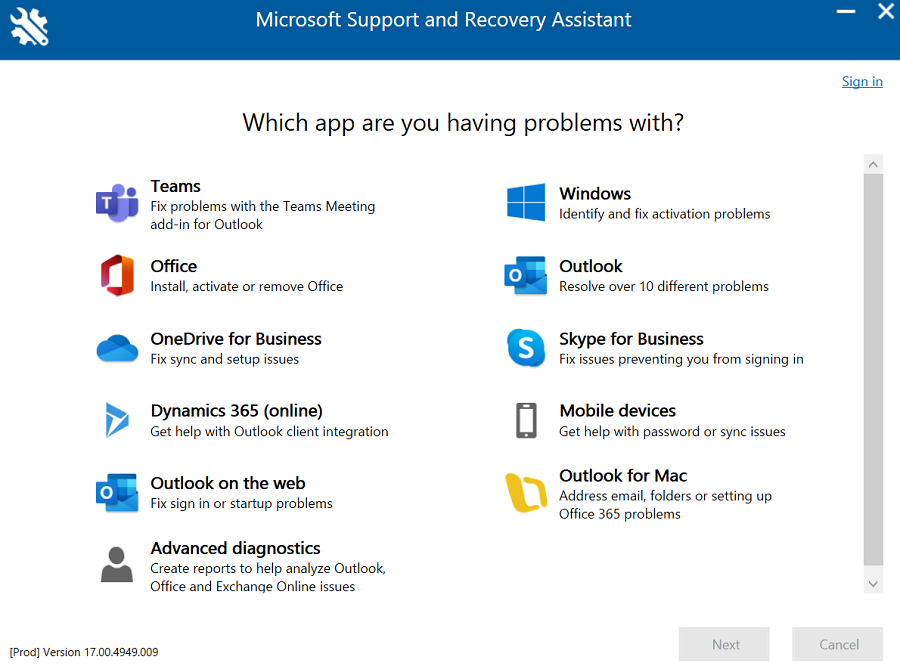 Microsoft Support and Recovery Assistant
Sign in
Which app are you having problems with?
T
Teams
Fix problems with the Teams Meeting
add-in for Outlook
Windows
Identify and fix activation problems
Office
Install, activate or remove Office
O
Outlook
Resolve over 10 different problems
OneDrive for Business
Fix sync and setup issues
S
Skype for Business
Fix issues preventing you from signing in
Dynamics 365 (online)
Get help with Outlook client integration
Mobile devices
Get help with password or sync issues
O
Outlook on the web
Fix sign in or startup problems
Outlook for Mac
Address email, folders or setting up
Office 365 problems
Advanced diagnostics
Create reports to help analyze Outlook,
Office and Exchange Online issues
Next
Cancel
[Prod] Version 17.00.4949.009